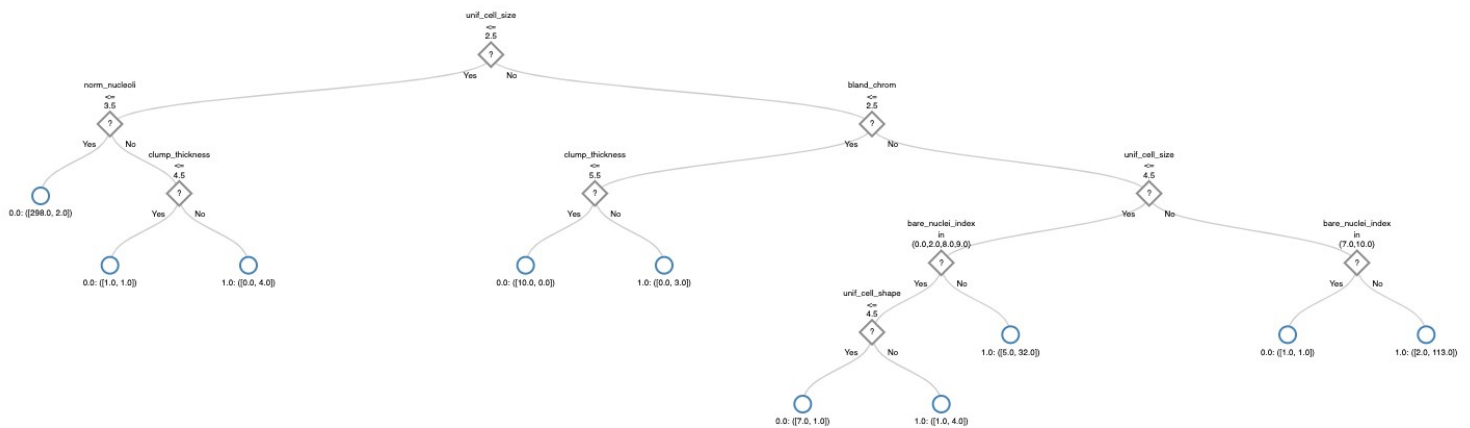 unif_cell_size
<=
2.5
?
Yes No
norm_nucleoli
<=
3.5
?
bland_chrom
<=
2.5
?
Yes No
Yes No
clump_thickness
<=
4.5
?
clump_thickness
<=
5.5
?
unif_cell_size
<=
4.5
?
0.0: ([298.0, 2.0])
Yes No
Yes No
Yes No
bare_nuclei_index
in
{0.0,2.0,8.0,9.0}
?
bare_nuclei_index
in
{7.0,10.0}
?
0.0: ([1.0, 1.0])
1.0: ([0.0, 4.0])
0.0: ([10.0, 0.0])
1.0: ([0.0, 3.0])
Yes No
Yes No
unif_cell_shape
<=
4.5
?
1.0: ([5.0, 32.0])
0.0: ([1.0, 1.0])
1.0: ([2.0, 113.0])
Yes No
0.0: ([7.0, 1.0])
1.0: ([1.0, 4.0])